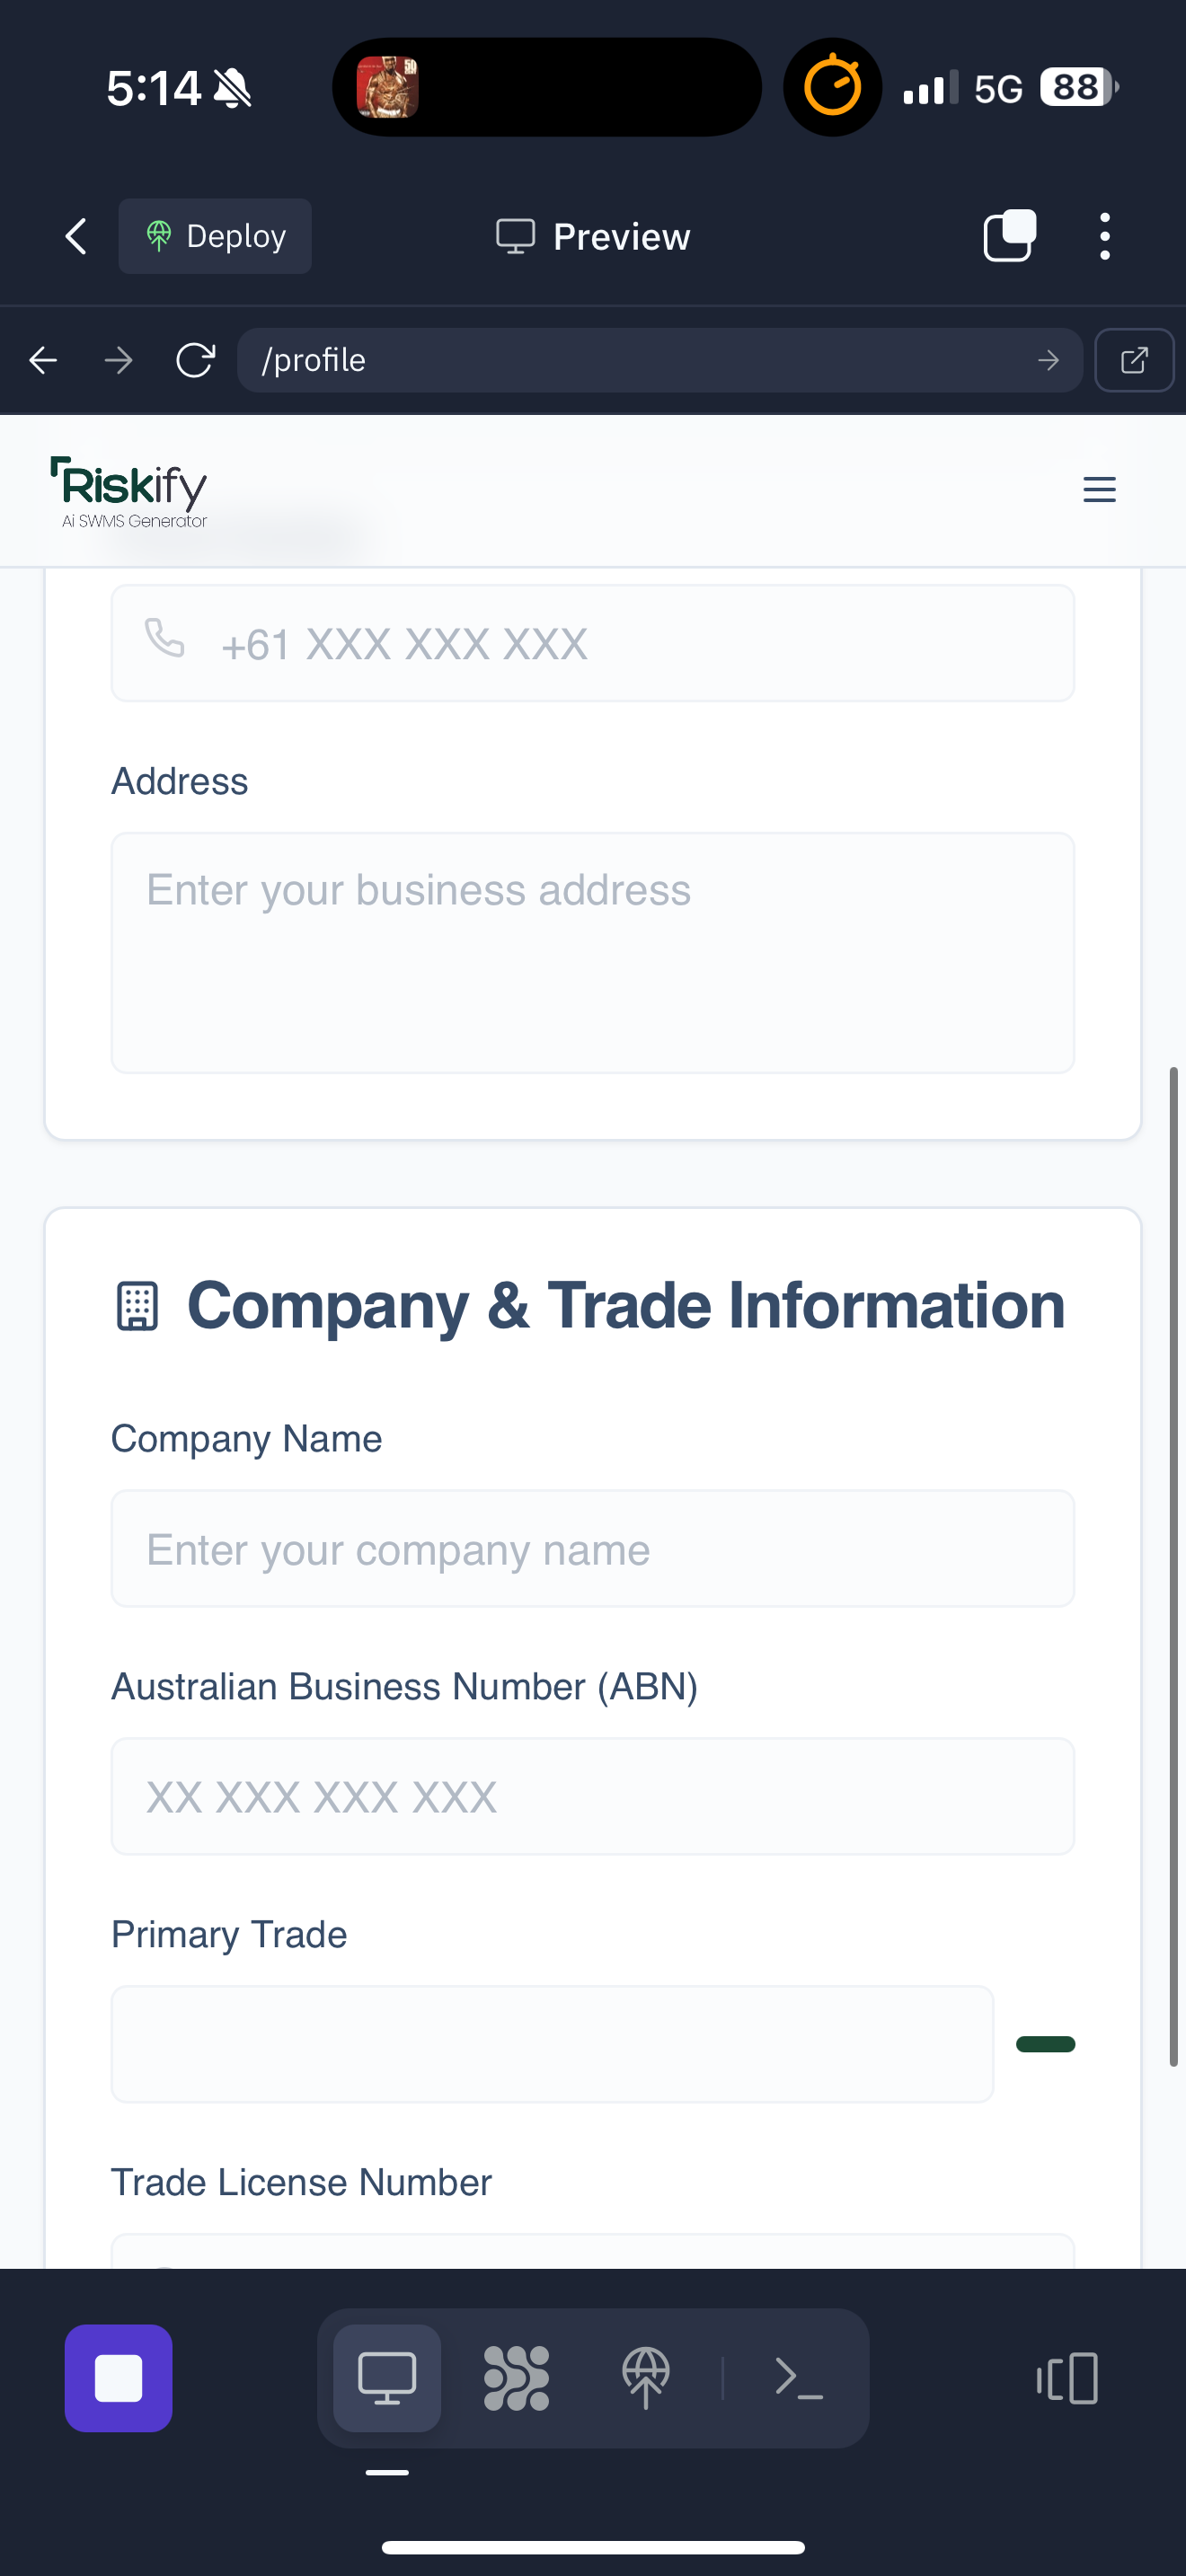 5:14
50
5G
88
Deploy
Preview
/profile
Riskify
Ai SWMS Generator
+61 XXX XXX XXX
Address
Enter your business address
Company & Trade Information
Company Name
Enter your company name
Australian Business Number (ABN)
XX XXX XXX XXX
Primary Trade
Trade License Number